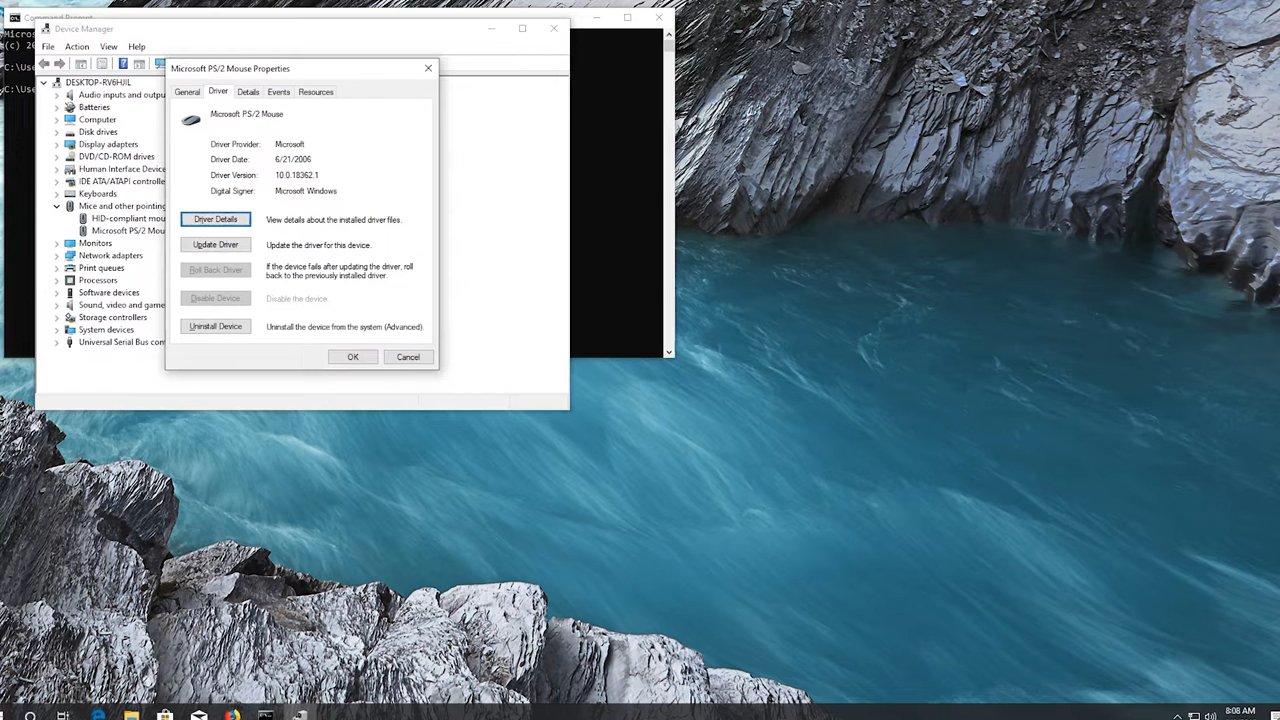 Command Prompt
Device Manager
File Action View Help
Microsoft PS/2 Mouse Properties
General Driver Details Events Resources
Microsoft PS/2 Mouse
Driver Provider: Microsoft
Driver Date: 6/21/2006
Driver Version: 10.0.18362.1
Digital Signer: Microsoft Windows
Driver Details View details about the installed driver files.
Update Driver Update the driver for this device.
Roll Back Driver If the device fails after updating the driver, roll
back to the previously installed driver.
Disable Device Disable the device.
Uninstall Device Uninstall the device from the system (Advanced).
OK Cancel
Micros
(c) 20
C:\Use
C:\Use
DESKTOP-RV6HJIL
Audio inputs and outpu
Batteries
Computer
Disk drives
Display adapters
DVD/CD-ROM drives
Human Interface Device
IDE ATA/ATAPI controlle
Keyboards
Mice and other pointing
HID-compliant mou
Microsoft PS/2 Mou
Monitors
Network adapters
Print queues
Processors
Software devices
Sound, video and game
Storage controllers
System devices
Universal Serial Bus con
8:08 AM